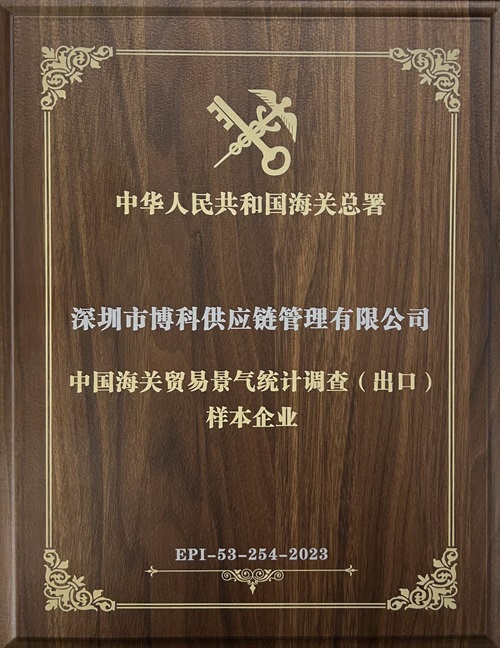 中华人民共和国海关总署
深圳市博科供应链管理有限公司
中国海关贸易景气统计调查（出口）
样本企业
EPI-53-254-2023